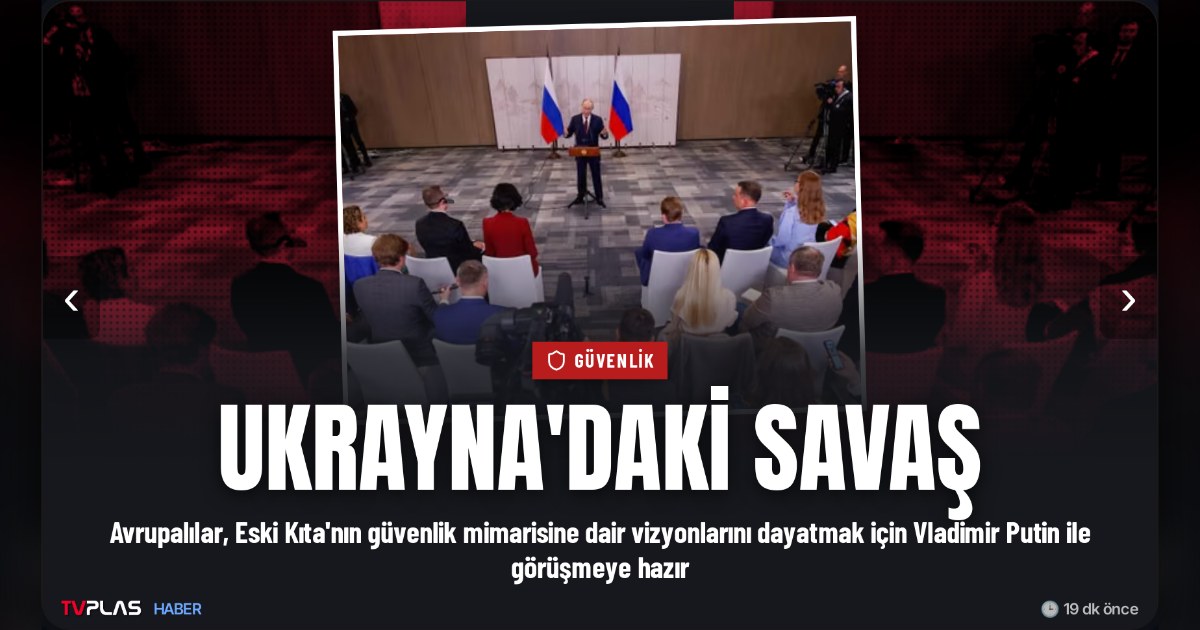 GÜVENLİK
UKRAYNA'DAKİ SAVAŞ
Avrupalılar, Eski Kıta'nın güvenlik mimarisine dair vizyonlarını dayatmak için Vladimir Putin ile
görüşmeye hazır
TVPLAS HABER
19 dk önce